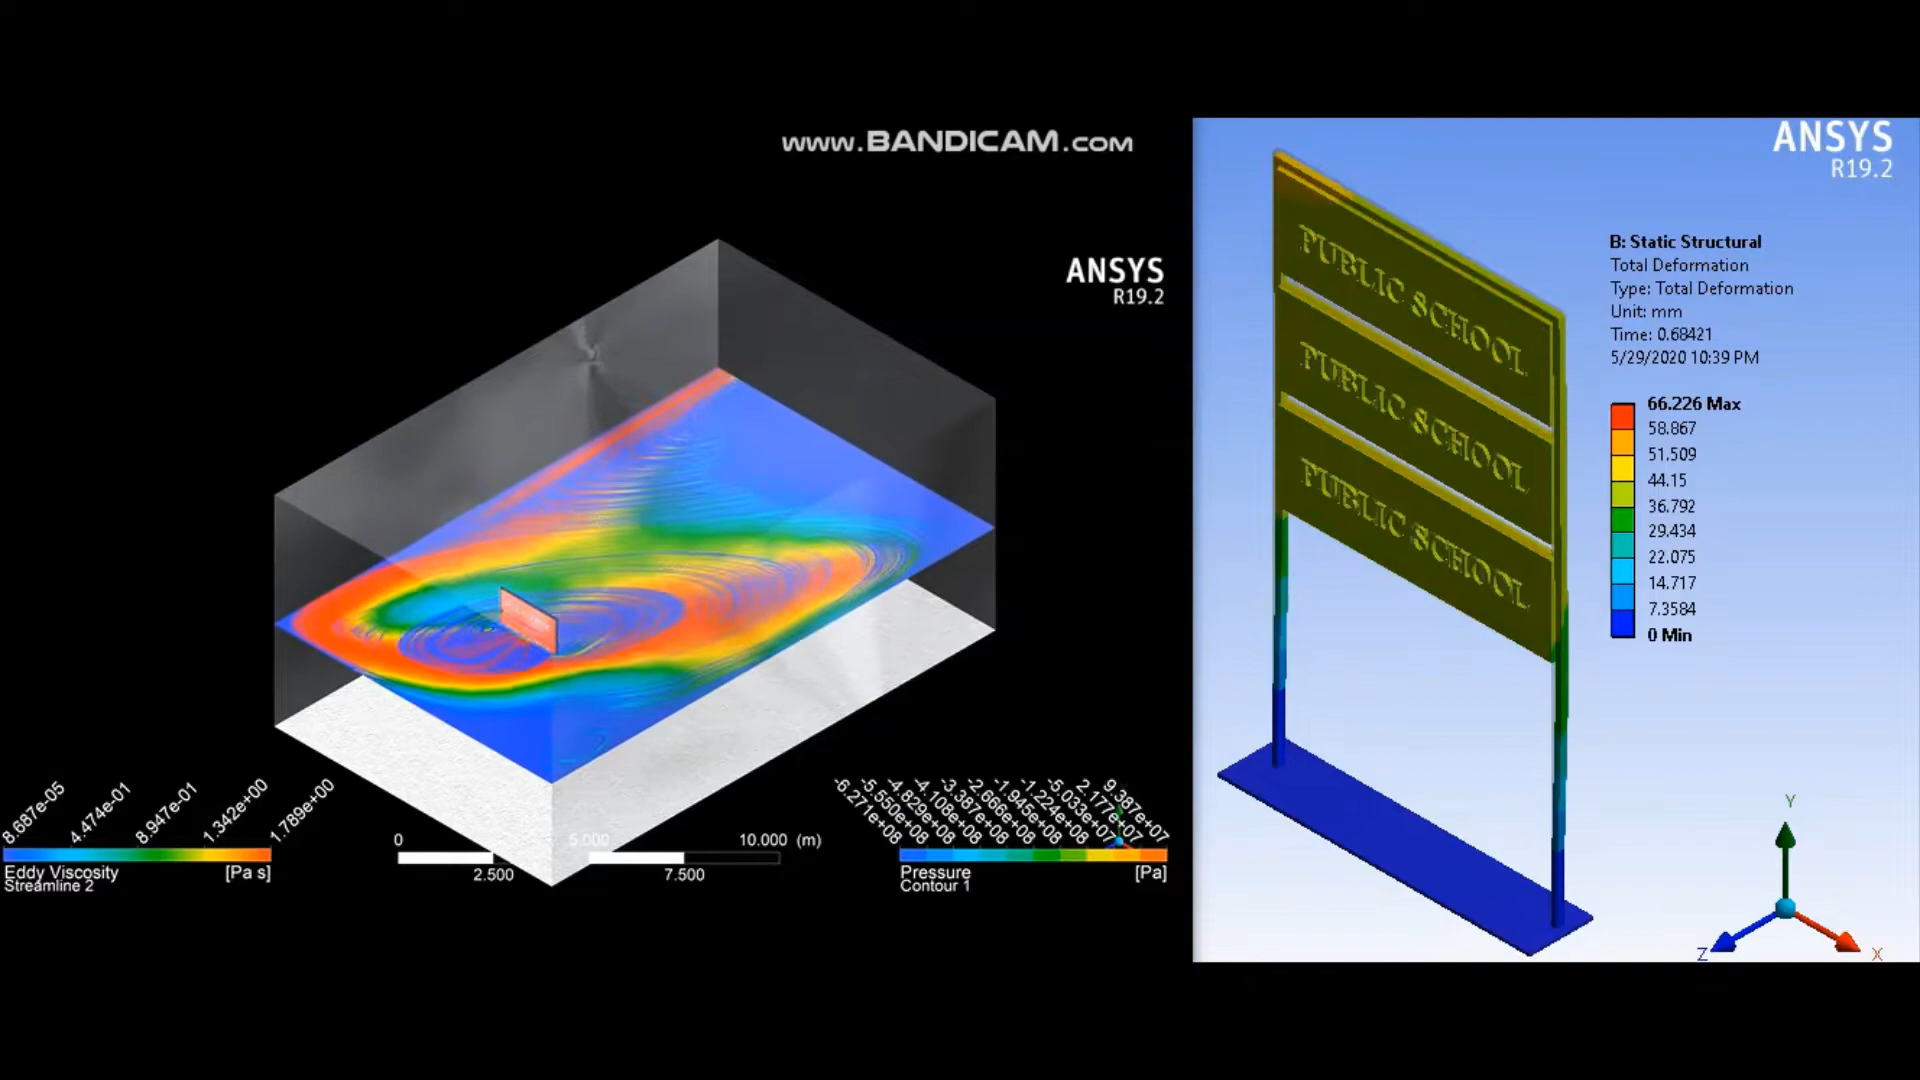 www.BANDICAM.com
ANSYS
R19.2
8.687e-05
4.474e-01
8.947e-01
1.342e+00
1.789e+00
Eddy Viscosity
Streamline 2
[Pa s]
0
5.000
10.000
(m)
2.500
7.500
-6.271e+08
-5.550e+08
-4.829e+08
-4.108e+08
-3.387e+08
-2.666e+08
-1.945e+08
-1.224e+08
-5.033e+07
2.177e+07
9.387e+07
Pressure
Contour 1
[Pa]
ANSYS
R19.2
PUBLIC SCHOOL
PUBLIC SCHOOL
PUBLIC SCHOOL
B: Static Structural
Total Deformation
Type: Total Deformation
Unit: mm
Time: 0.68421
5/29/2020 10:39 PM
66.226 Max
58.867
51.509
44.15
36.792
29.434
22.075
14.717
7.3584
0 Min
Y
Z
X